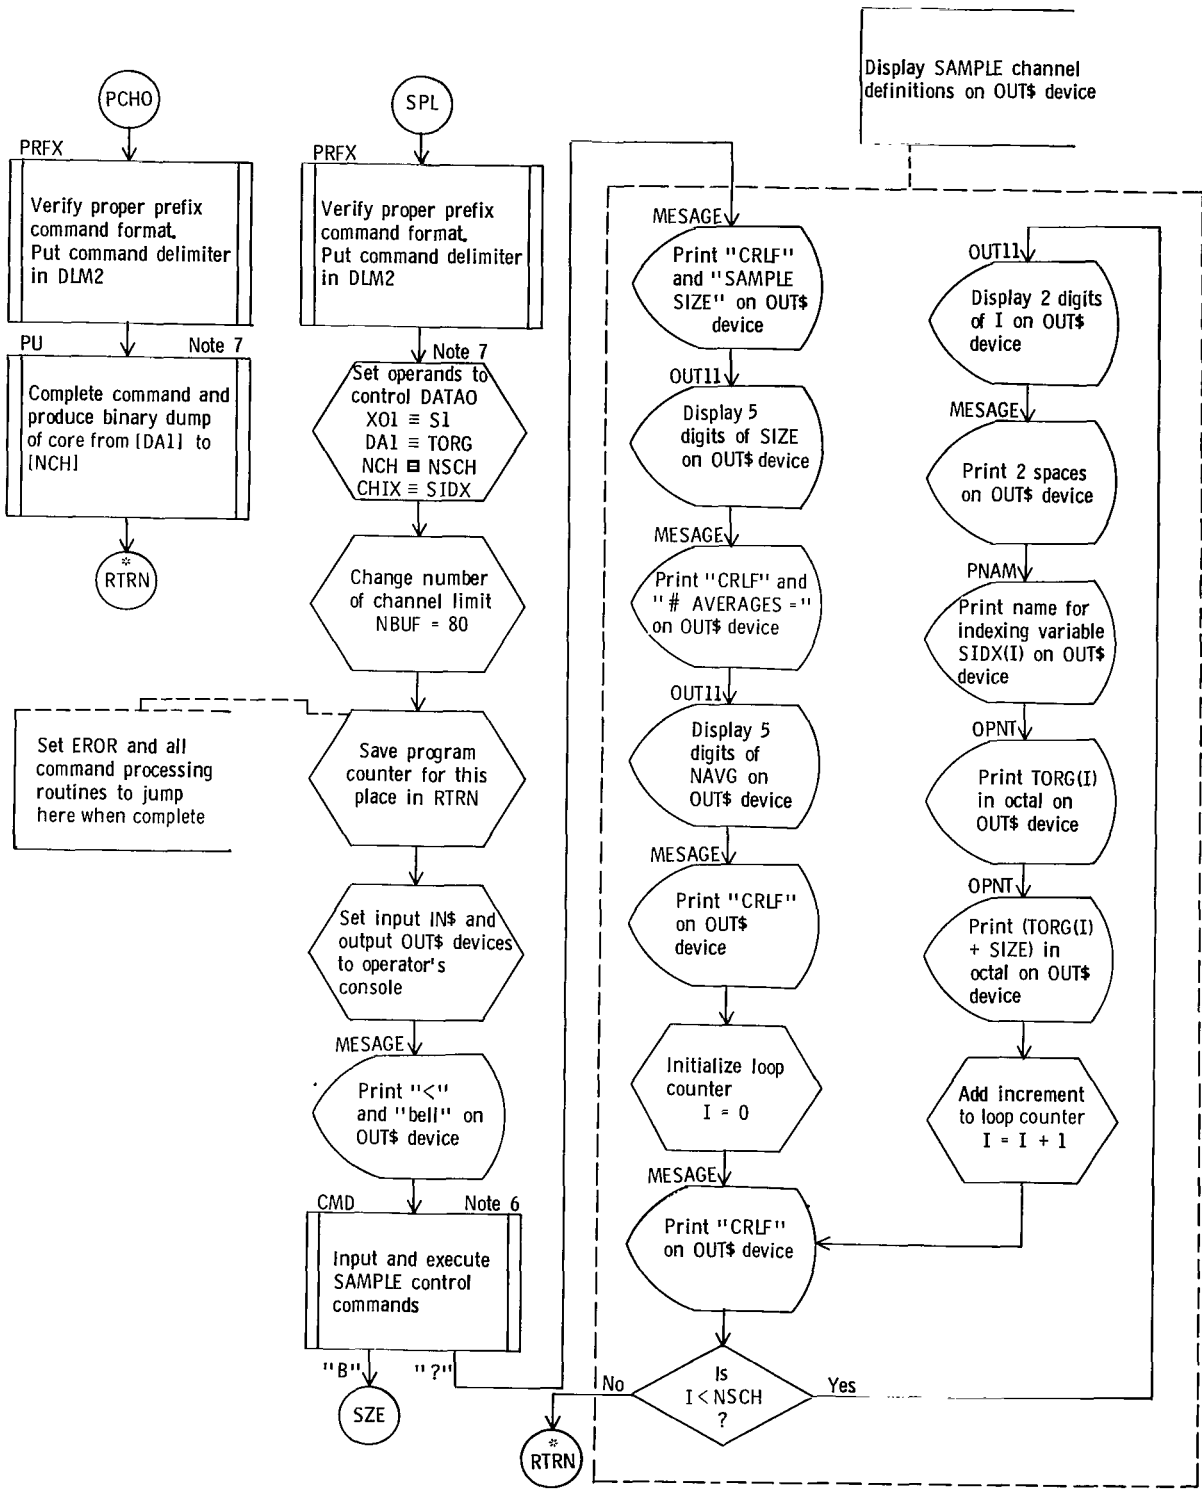 Display SAMPLE channel
definitions on OUT$ device
PCHO
PRFX
Verify proper prefix
command format.
Put command delimiter
in DLM2
PU
Note 7
Complete command and
produce binary dump
of core from [DA1] to
[NCH]
*
RTRN
SPL
PRFX
Verify proper prefix
command format.
Put command delimiter
in DLM2
Note 7
Set operands to
control DATAO
XO1 ≡ S1
DA1 ≡ TORG
NCH ≡ NSCH
CHIX ≡ SIDX
Change number
of channel limit
NBUF = 80
Set EROR and all
command processing
routines to jump
here when complete
Save program
counter for this
place in RTRN
Set input IN$ and
output OUT$ devices
to operator's
console
MESAGE
Print "<"
and "bell" on
OUT$ device
CMD
Note 6
Input and execute
SAMPLE control
commands
"B"
"?"
SZE
MESAGE
Print "CRLF"
and "SAMPLE
SIZE" on OUT$
device
OUT11
Display 5
digits of SIZE
on OUT$ device
MESAGE
Print "CRLF" and
"# AVERAGES ="
on OUT$ device
OUT11
Display 5
digits of
NAVG on
OUT$ device
MESAGE
Print "CRLF"
on OUT$
device
Initialize loop
counter
I = 0
MESAGE
Print "CRLF"
on OUT$ device
Is
I < NSCH
?
No
Yes
*
RTRN
OUT11
Display 2 digits
of I on OUT$
device
MESAGE
Print 2 spaces
on OUT$ device
PNAM
Print name for
indexing variable
SIDX(I) on OUT$
device
OPNT
Print TORG(I)
in octal on
OUT$ device
OPNT
Print (TORG(I)
+ SIZE) in
octal on OUT$
device
Add increment
to loop counter
I = I + 1